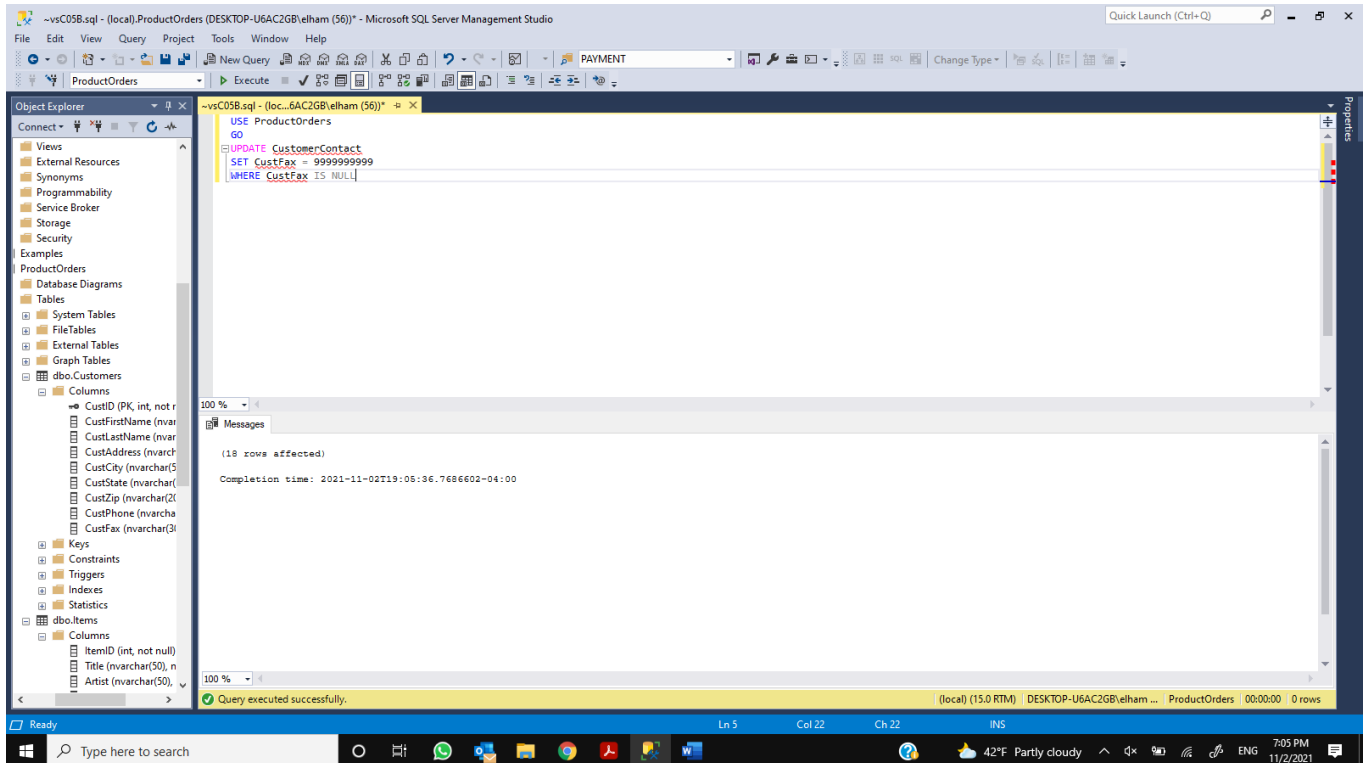 ~vsC05B.sql - (local).ProductOrders (DESKTOP-U6AC2GB\elham (56))* - Microsoft SQL Server Management Studio
Quick Launch (Ctrl+Q)
File Edit View Query Project Tools Window Help
New Query MDX DMX XMLA DAX PAYMENT Change Type
ProductOrders Execute
Object Explorer
~vsC05B.sql - (loc...6AC2GB\elham (56))*
Properties
Connect
Views
External Resources
Synonyms
Programmability
Service Broker
Storage
Security
Examples
ProductOrders
Database Diagrams
Tables
System Tables
FileTables
External Tables
Graph Tables
dbo.Customers
Columns
CustID (PK, int, not r
CustFirstName (nvar
CustLastName (nvar
CustAddress (nvarch
CustCity (nvarchar(5
CustState (nvarchar(
CustZip (nvarchar(20
CustPhone (nvarcha
CustFax (nvarchar(30
Keys
Constraints
Triggers
Indexes
Statistics
dbo.Items
Columns
ItemID (int, not null)
Title (nvarchar(50), n
Artist (nvarchar(50),
USE ProductOrders
GO
UPDATE CustomerContact
SET CustFax = 9999999999
WHERE CustFax IS NULL
100 %
Messages
(18 rows affected)
Completion time: 2021-11-02T19:05:36.7686602-04:00
100 %
Query executed successfully.
(local) (15.0 RTM) DESKTOP-U6AC2GB\elham ... ProductOrders 00:00:00 0 rows
Ready Ln 5 Col 22 Ch 22 INS
Type here to search
42°F Partly cloudy ENG 7:05 PM
11/2/2021